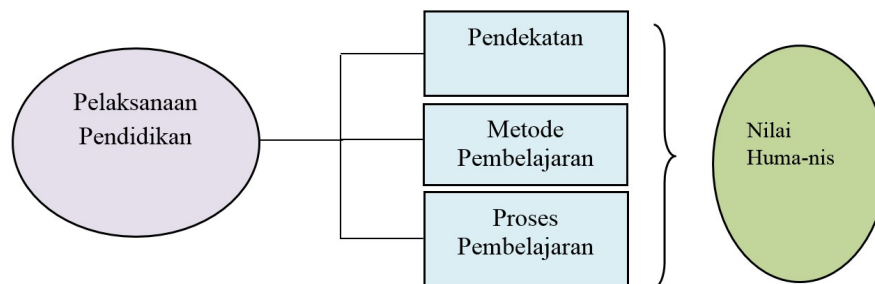 Pelaksanaan
Pendidikan
Pendekatan
Metode
Pembelajaran
Proses
Pembelajaran
Nilai
Huma-nis